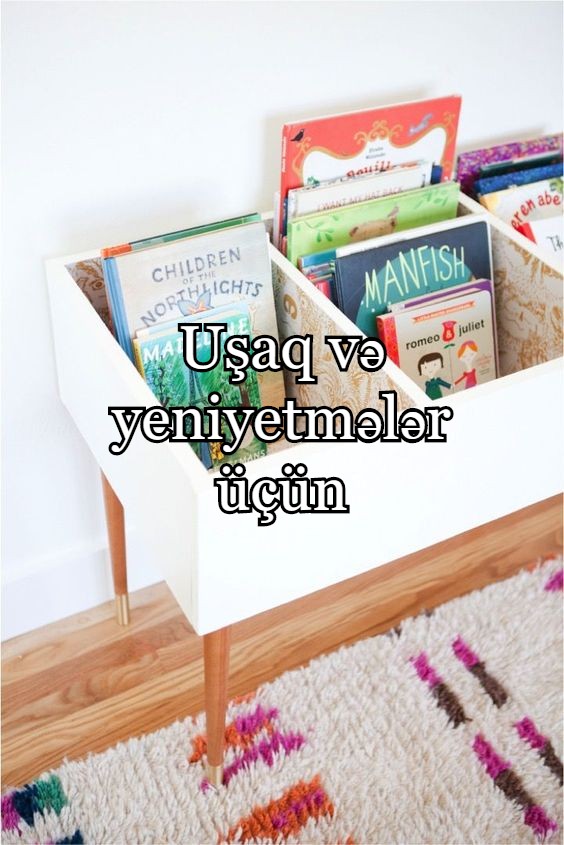 I WANT MY HAT BACK
CHILDREN
OF THE
NORTHLIGHTS
MANFISH
romeo & juliet
Uşaq və
yeniyetmələr
üçün